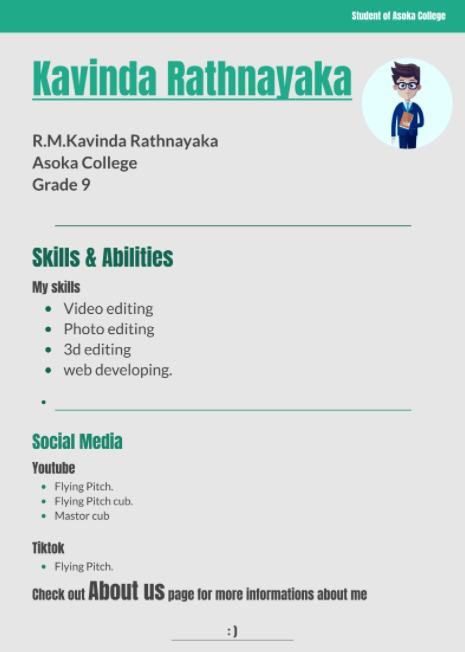 Student of Asoka College
Kavinda Rathnayaka
R.M.Kavinda Rathnayaka
Asoka College
Grade 9
Skills & Abilities
My skills
• Video editing
• Photo editing
• 3d editing
• web developing.
•
Social Media
Youtube
• Flying Pitch.
• Flying Pitch cub.
• Mastor cub
Tiktok
• Flying Pitch.
Check out About us page for more informations about me
: )